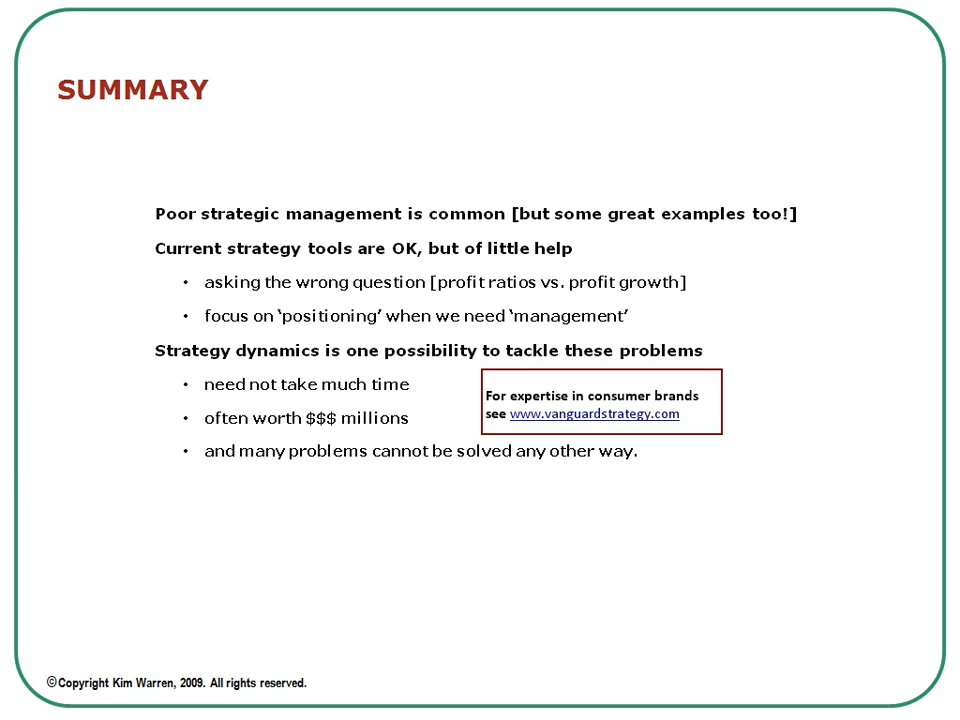 SUMMARY
Poor strategic management is common [but some great examples too!]
Current strategy tools are OK, but of little help
• asking the wrong question [profit ratios vs. profit growth]
• focus on ‘positioning’ when we need ‘management’
Strategy dynamics is one possibility to tackle these problems
• need not take much time
• often worth $$$ millions
• and many problems cannot be solved any other way.
For expertise in consumer brands
see www.vanguardstrategy.com
©Copyright Kim Warren, 2009. All rights reserved.